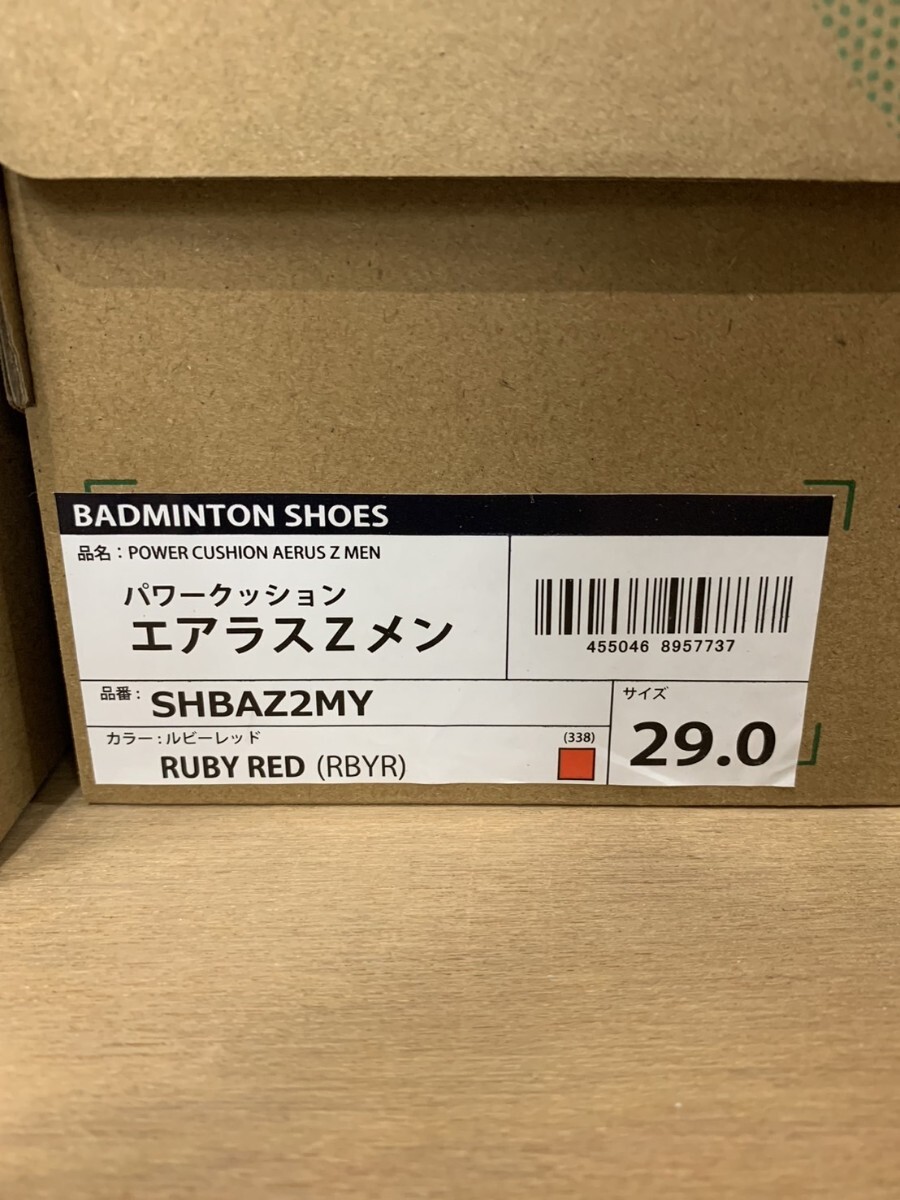 BADMINTON SHOES
品名：POWER CUSHION AERUS Z MEN
パワークッション
エアラスZメン
455046 8957737
品番：SHBAZ2MY
サイズ
カラー：ルビーレッド (338)
RUBY RED (RBYR)
29.0